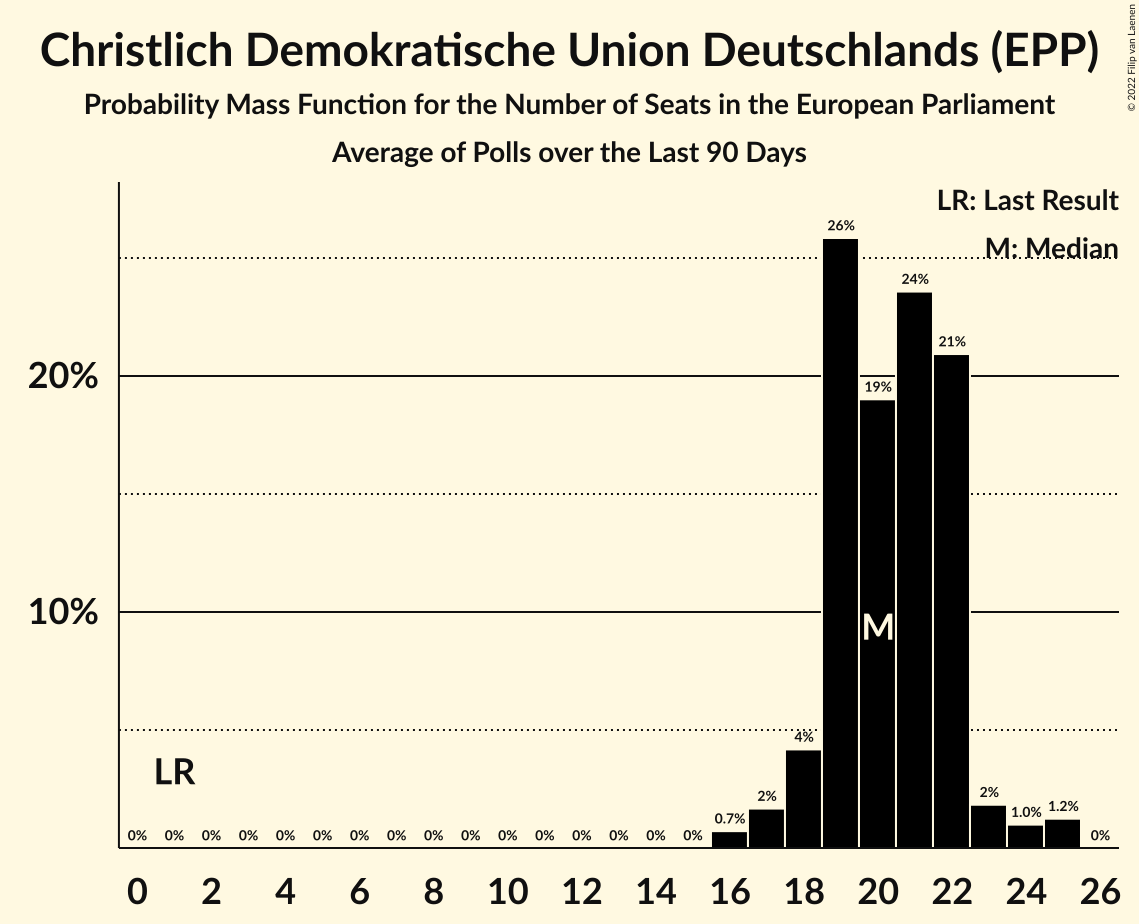 Christlich Demokratische Union Deutschlands (EPP)
Probability Mass Function for the Number of Seats in the European Parliament
Average of Polls over the Last 90 Days
© 2022 Filip van Laenen
LR: Last Result
M: Median
26%
24%
21%
20%
19%
10%
M
4%
LR
2%
2%
0.7%
1.0%
1.2%
0% 0% 0% 0% 0% 0% 0% 0% 0% 0% 0% 0% 0% 0% 0% 0% 0%
0 2 4 6 8 10 12 14 16 18 20 22 24 26